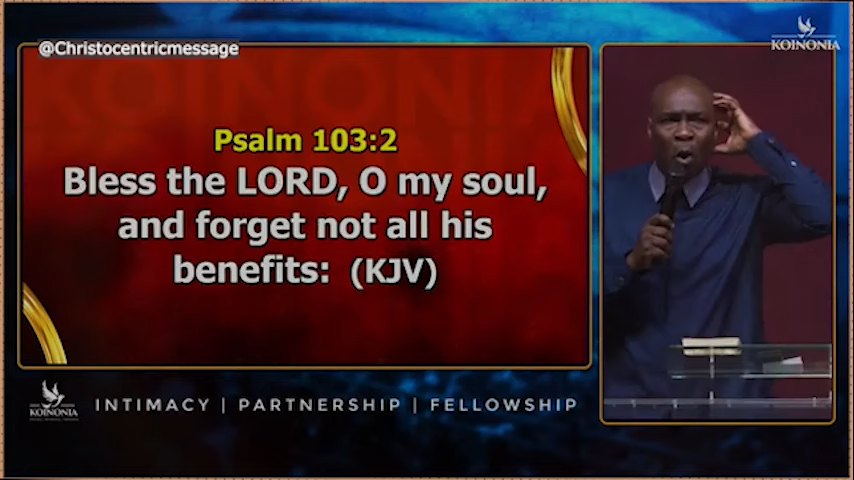 @Christocentricmessage
KOINONIA
KOINONIA
Psalm 103:2
Bless the LORD, O my soul,
and forget not all his
benefits: (KJV)
KOINONIA
INTIMACY | PARTNERSHIP | FELLOWSHIP